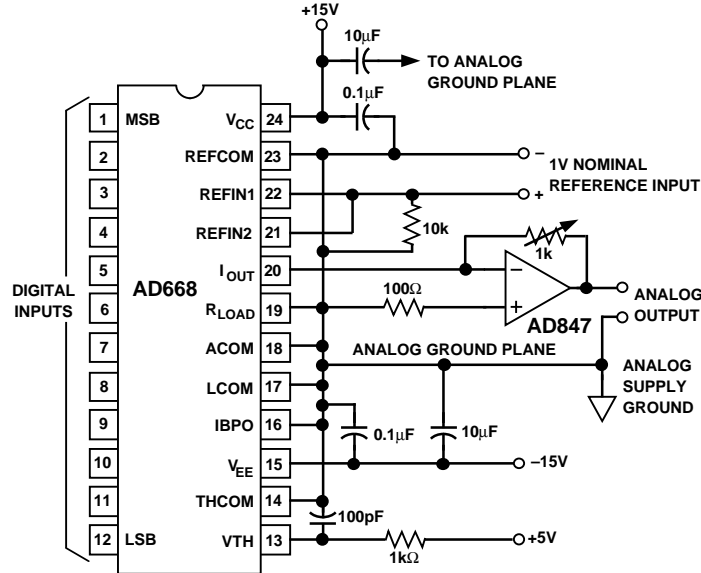 +15V
10µF
TO ANALOG
GROUND PLANE
0.1µF
1 MSB
VCC 24
2
REFCOM 23
–
1V NOMINAL
REFERENCE INPUT
3
REFIN1 22
+
4
REFIN2 21
10k
1k
5
IOUT 20
–
DIGITAL
INPUTS
AD668
6
RLOAD 19
100Ω
+
AD847
ANALOG
OUTPUT
7
ACOM 18
ANALOG GROUND PLANE
8
LCOM 17
ANALOG
SUPPLY
GROUND
9
IBPO 16
0.1µF
10µF
10
VEE 15
–15V
11
THCOM 14
100pF
12 LSB
VTH 13
1kΩ
+5V